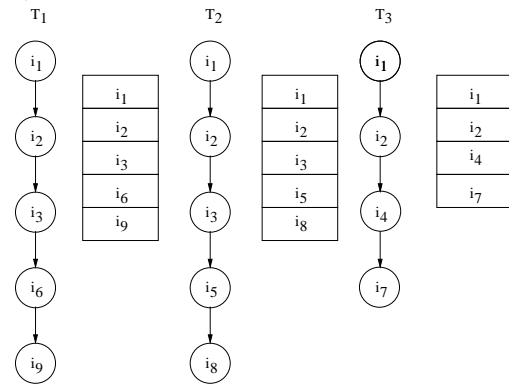 T1 T2 T3
i1 i1 i1
i1 i1 i1
i2 i2 i2
i2 i2 i2
i3 i3 i4
i3 i3 i4
i6 i5 i7
i9 i8
i6 i5 i7
i9 i8